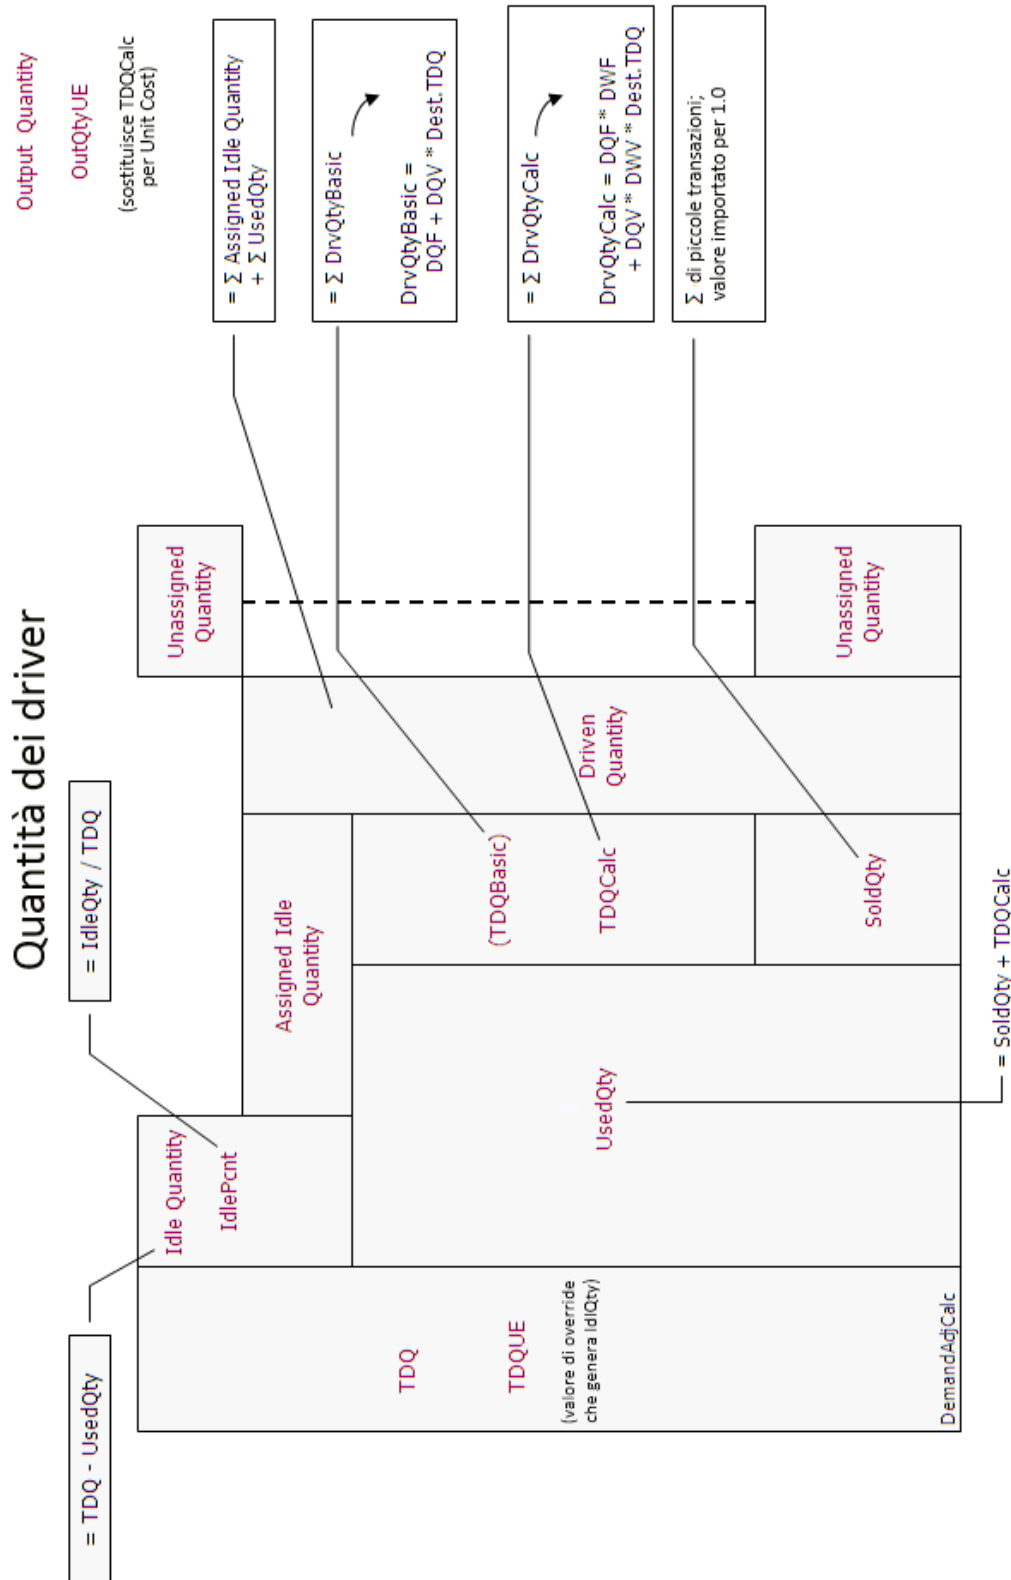 Quantità dei driver
Output Quantity
OutQtyUE
(sostituisce TDQCalc
per Unit Cost)
= TDQ - UsedQty
= IdleQty / TDQ
TDQ
TDQUE
(valore di override
che genera IdlQty)
DemandAdjCalc
Idle Quantity
IdlePcnt
UsedQty
Assigned Idle
Quantity
(TDQBasic)
TDQCalc
SoldQty
Driven
Quantity
Unassigned
Quantity
Unassigned
Quantity
= Σ Assigned Idle Quantity
+ Σ UsedQty
= Σ DrvQtyBasic
DrvQtyBasic =
DQF + DQV * Dest.TDQ
= Σ DrvQtyCalc
DrvQtyCalc = DQF * DWF
+ DQV * DWV * Dest.TDQ
Σ di piccole transazioni;
valore importato per 1.0
= SoldQty + TDQCalc